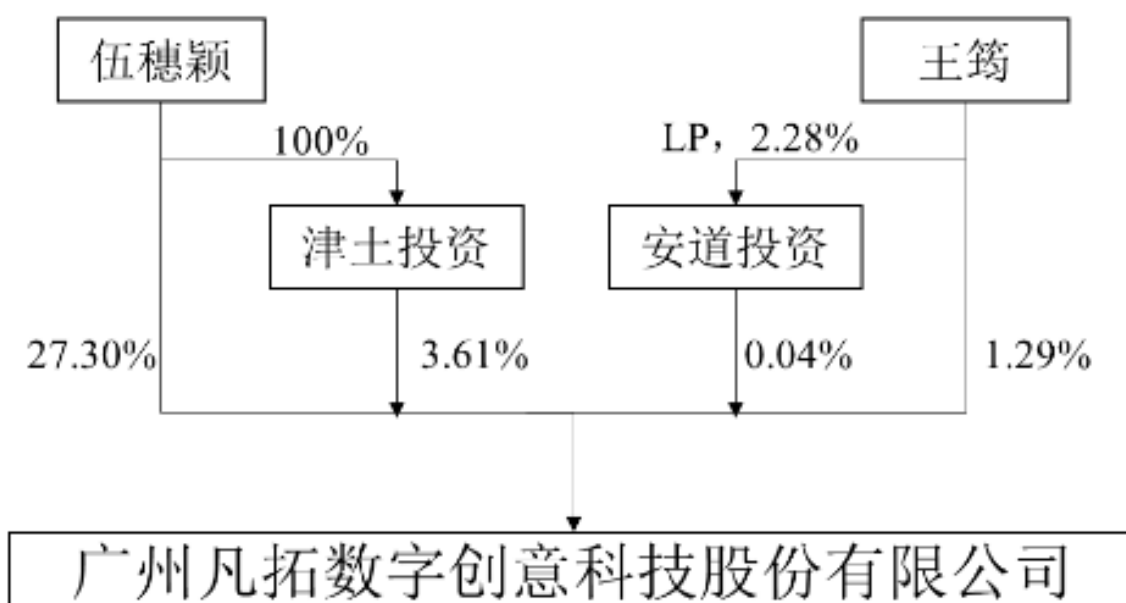 伍穗颖
王筠
100%
LP，2.28%
津土投资
安道投资
27.30%
3.61%
0.04%
1.29%
广州凡拓数字创意科技股份有限公司